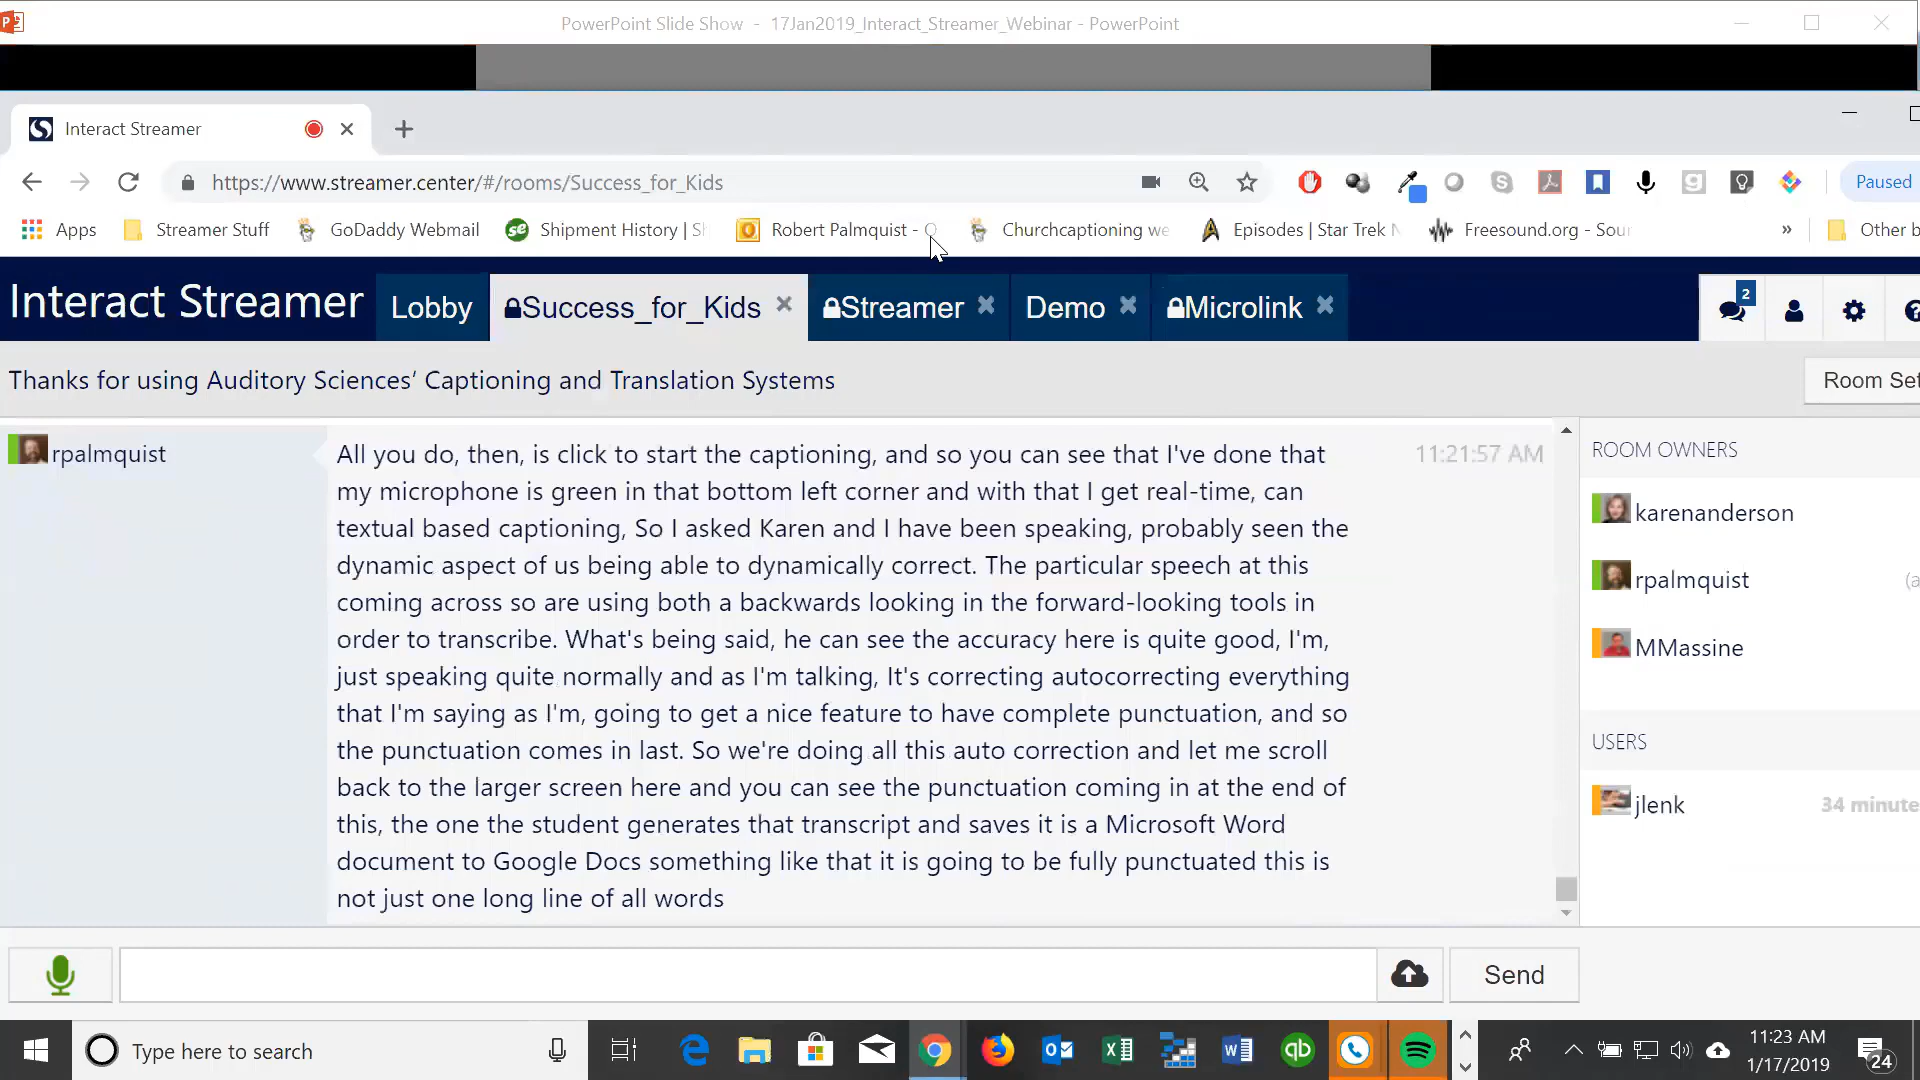 PowerPoint Slide Show - 17Jan2019_Interact_Streamer_Webinar - PowerPoint
Interact Streamer
https://www.streamer.center/#/rooms/Success_for_Kids
Paused
Apps Streamer Stuff GoDaddy Webmail Shipment History | Robert Palmquist - Churchcaptioning we Episodes | Star Trek Freesound.org - Sou » Other b
Interact Streamer Lobby Success_for_Kids Streamer Demo Microlink 2
Thanks for using Auditory Sciences’ Captioning and Translation Systems
Room Set
rpalmquist
11:21:57 AM
All you do, then, is click to start the captioning, and so you can see that I've done that
my microphone is green in that bottom left corner and with that I get real-time, can
textual based captioning, So I asked Karen and I have been speaking, probably seen the
dynamic aspect of us being able to dynamically correct. The particular speech at this
coming across so are using both a backwards looking in the forward-looking tools in
order to transcribe. What's being said, he can see the accuracy here is quite good, I'm,
just speaking quite normally and as I'm talking, It's correcting autocorrecting everything
that I'm saying as I'm, going to get a nice feature to have complete punctuation, and so
the punctuation comes in last. So we're doing all this auto correction and let me scroll
back to the larger screen here and you can see the punctuation coming in at the end of
this, the one the student generates that transcript and saves it is a Microsoft Word
document to Google Docs something like that it is going to be fully punctuated this is
not just one long line of all words
ROOM OWNERS
karenanderson
rpalmquist (a
MMassine
USERS
jlenk 34 minute
Send
Type here to search
11:23 AM
1/17/2019
24